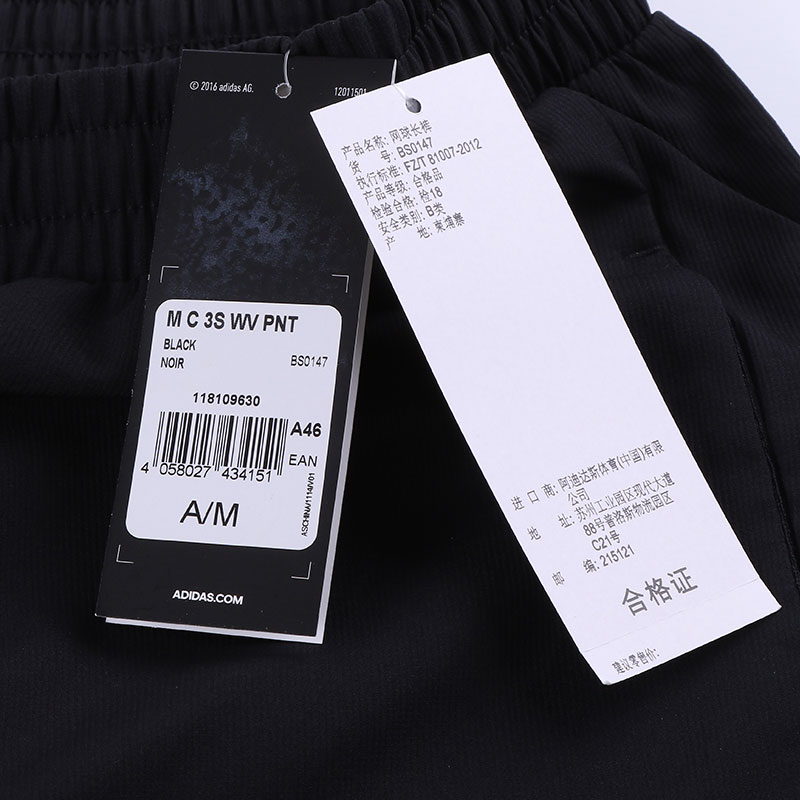 © 2016 adidas AG.
12011501
M C 3S WV PNT
BLACK
NOIR
BS0147
118109630
A46
EAN
4 058027 434151
A/M
ASCHINA/1114/V01
ADIDAS.COM
产品名称: 网球长裤
货 号: BS0147
执行标准: FZ/T 81007-2012
产品等级: 合格品
检验合格: 检18
安全类别: B类
产 地: 柬埔寨
进 口 商: 阿迪达斯体育(中国)有限
公司
地 址: 苏州工业园区现代大道
88号普洛斯物流园区
C21号
邮 编: 215121
合格证
建议零售价: